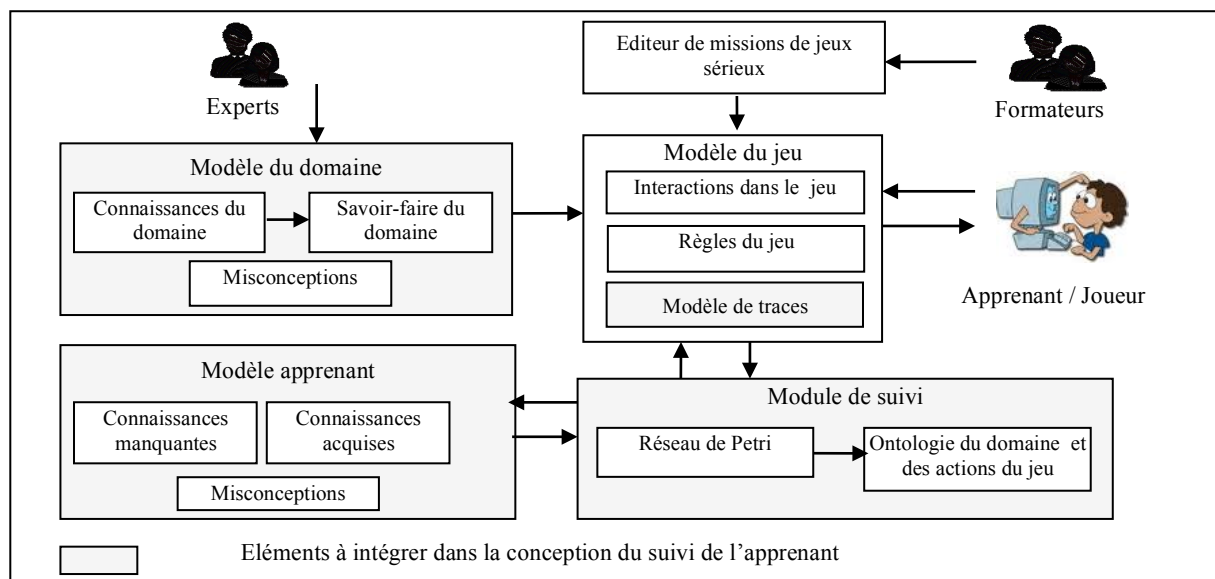 Editeur de missions de jeux
sérieux
Experts
Formateurs
Modèle du domaine
Connaissances du
domaine
Savoir-faire du
domaine
Misconceptions
Modèle du jeu
Interactions dans le jeu
Règles du jeu
Modèle de traces
Apprenant / Joueur
Modèle apprenant
Connaissances
manquantes
Connaissances
acquises
Misconceptions
Module de suivi
Réseau de Petri
Ontologie du domaine et
des actions du jeu
Eléments à intégrer dans la conception du suivi de l’apprenant